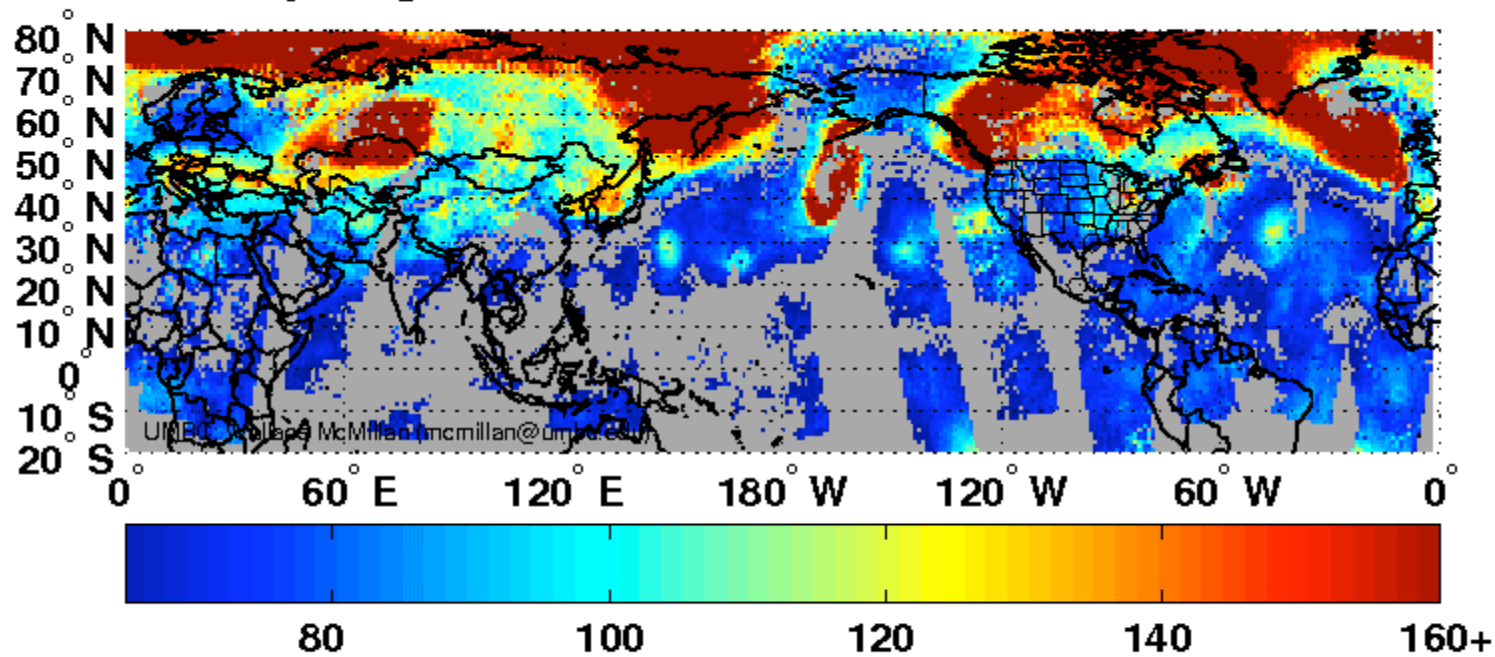 80° N
70° N
60° N
50° N
40° N
30° N
20° N
10° N
0°
10° S
20° S
UMBC Wallace McMillan (mcmillan@umbc.edu)
0° 60° E 120° E 180° W 120° W 60° W 0°
80 100 120 140 160+